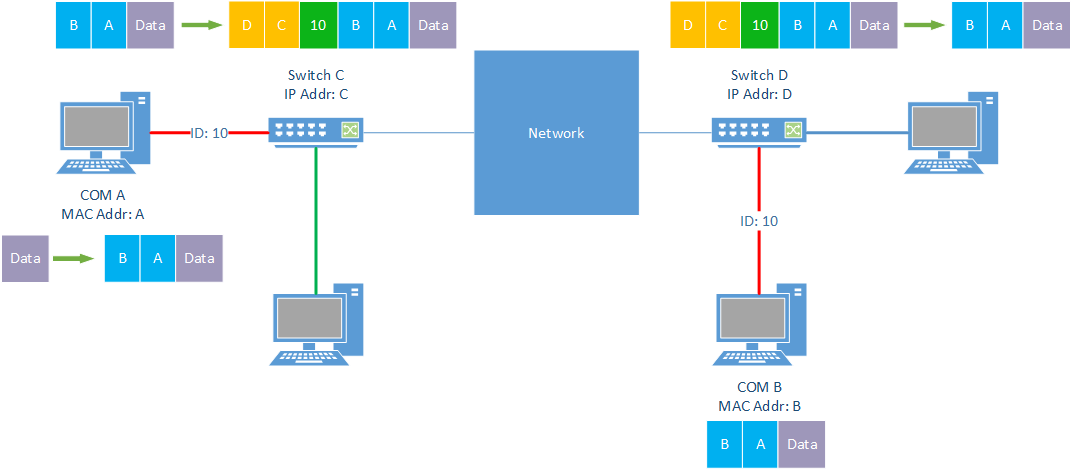 B A Data
D C 10 B A Data
D C 10 B A Data
B A Data
Switch C
IP Addr: C
Network
Switch D
IP Addr: D
ID: 10
COM A
MAC Addr: A
Data
B A Data
ID: 10
COM B
MAC Addr: B
B A Data